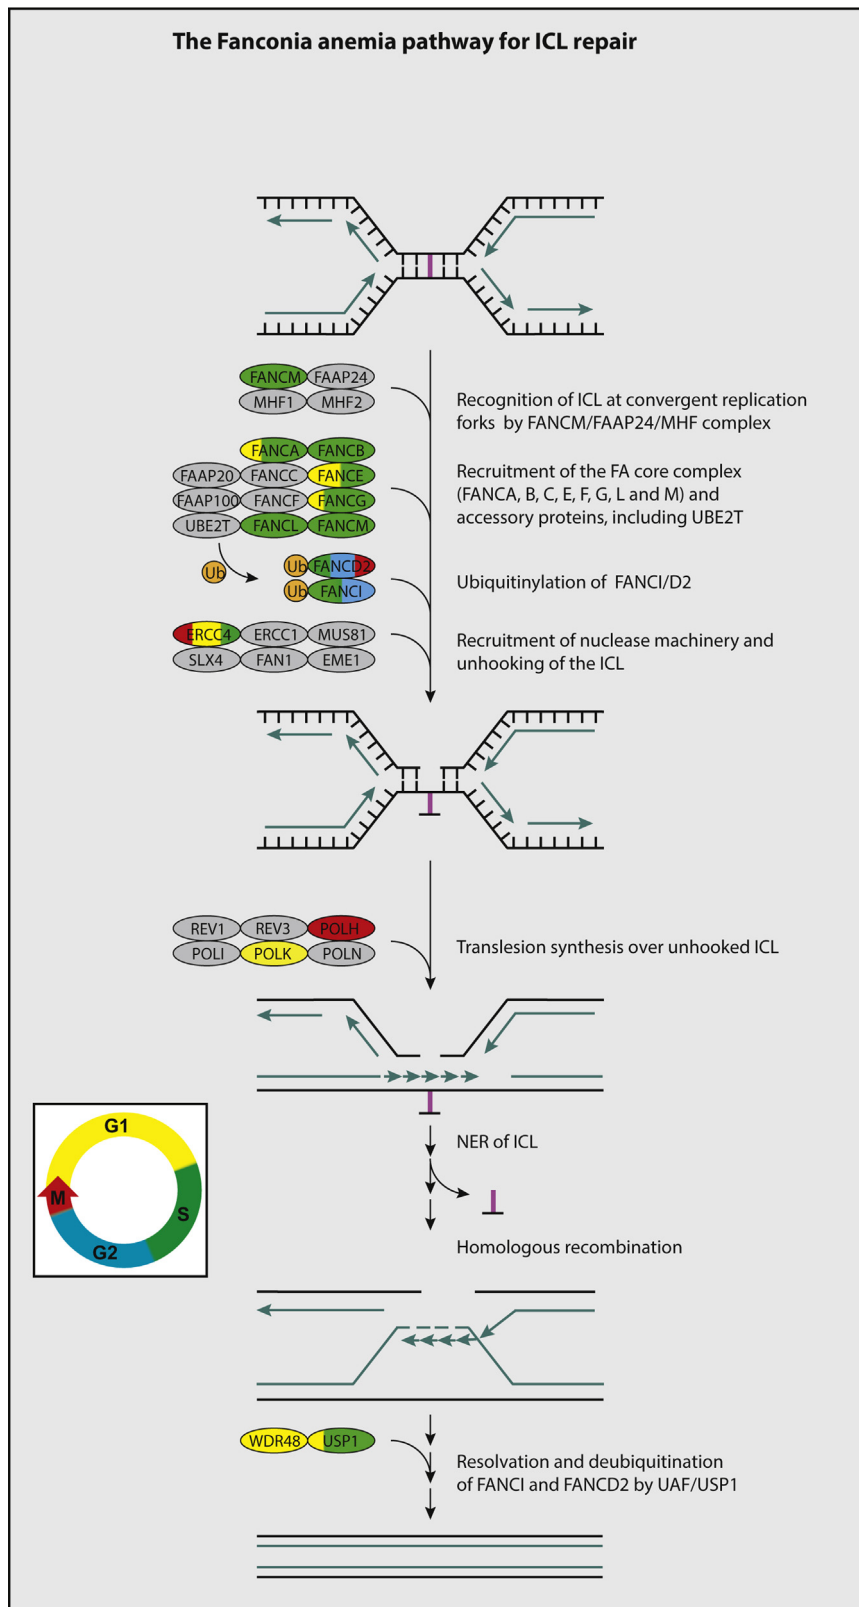 The Fanconia anemia pathway for ICL repair
FANCM FAAP24
MHF1 MHF2
Recognition of ICL at convergent replication
forks by FANCM/FAAP24/MHF complex
FANCA FANCB
FAAP20 FANCC FANCE
FAAP100 FANCF FANCG
UBE2T FANCL FANCM
Recruitment of the FA core complex
(FANCA, B, C, E, F, G, L and M) and
accessory proteins, including UBE2T
Ub
Ub FANCD2
Ub FANCI
Ubiquitinylation of FANCI/D2
ERCC4 ERCC1 MUS81
SLX4 FAN1 EME1
Recruitment of nuclease machinery and
unhooking of the ICL
REV1 REV3 POLH
POLI POLK POLN
Translesion synthesis over unhooked ICL
G1
M
S
G2
NER of ICL
Homologous recombination
WDR48 USP1
Resolvation and deubiquitination
of FANCI and FANCD2 by UAF/USP1